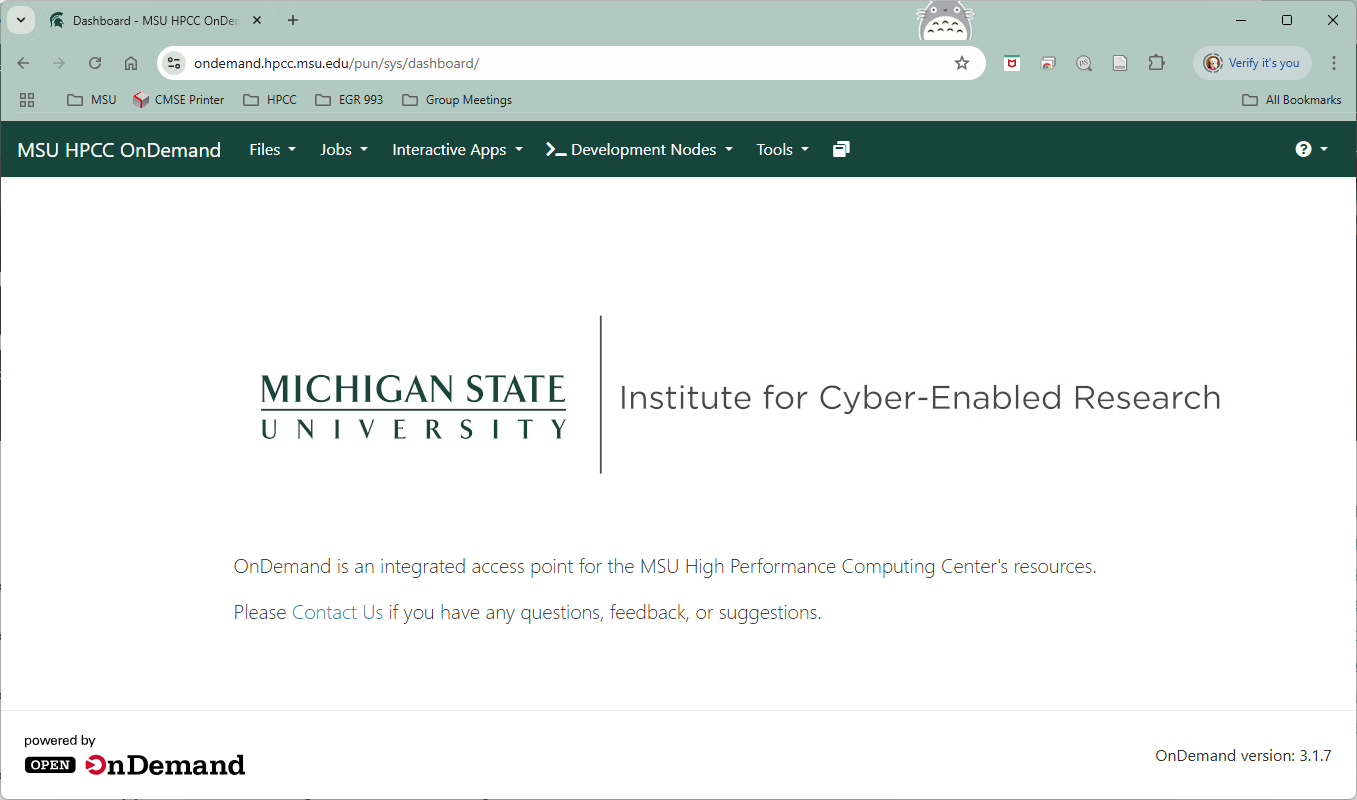 Dashboard - MSU HPCC OnDen
ondemand.hpcc.msu.edu/pun/sys/dashboard/
Verify it's you
MSU
CMSE Printer
HPCC
EGR 993
Group Meetings
All Bookmarks
MSU HPCC OnDemand
Files
Jobs
Interactive Apps
Development Nodes
Tools
MICHIGAN STATE
UNIVERSITY
Institute for Cyber-Enabled Research
OnDemand is an integrated access point for the MSU High Performance Computing Center's resources.
Please Contact Us if you have any questions, feedback, or suggestions.
powered by
OPEN OnDemand
OnDemand version: 3.1.7